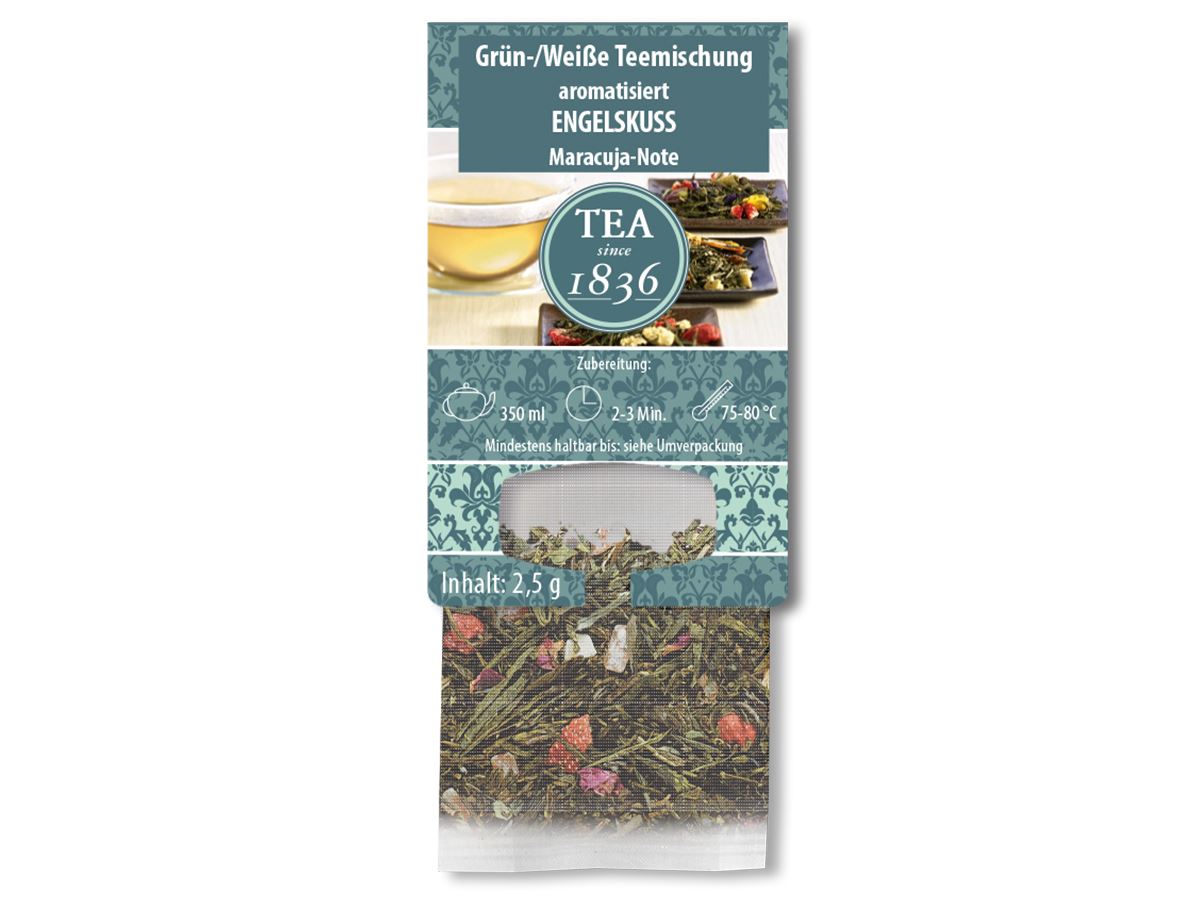 Grün-/Weiße Teemischung
aromatisiert
ENGELSKUSS
Maracuja-Note
TEA
since
1836
Zubereitung:
350 ml
2-3 Min.
75-80 °C
Mindestens haltbar bis: siehe Umverpackung
Inhalt: 2,5 g